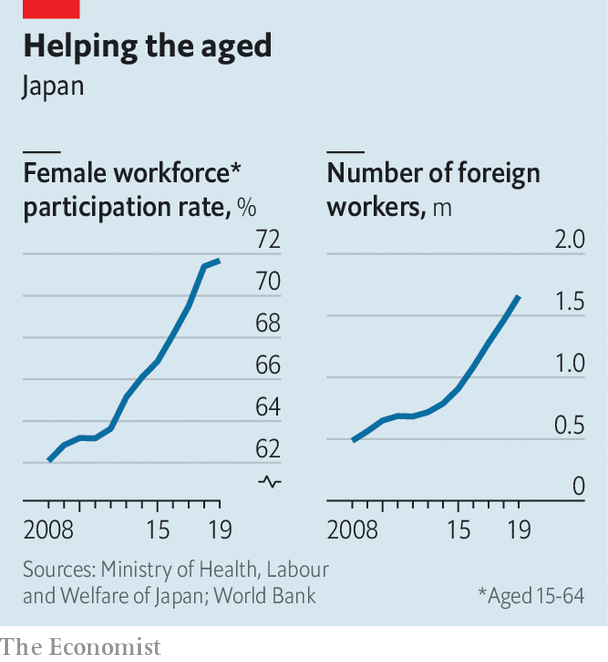 Helping the aged
Japan
Female workforce*
participation rate, %
72
70
68
66
64
62
2008
15
19
Number of foreign
workers, m
2.0
1.5
1.0
0.5
0
2008
15
19
Sources: Ministry of Health, Labour
and Welfare of Japan; World Bank
*Aged 15-64
The Economist